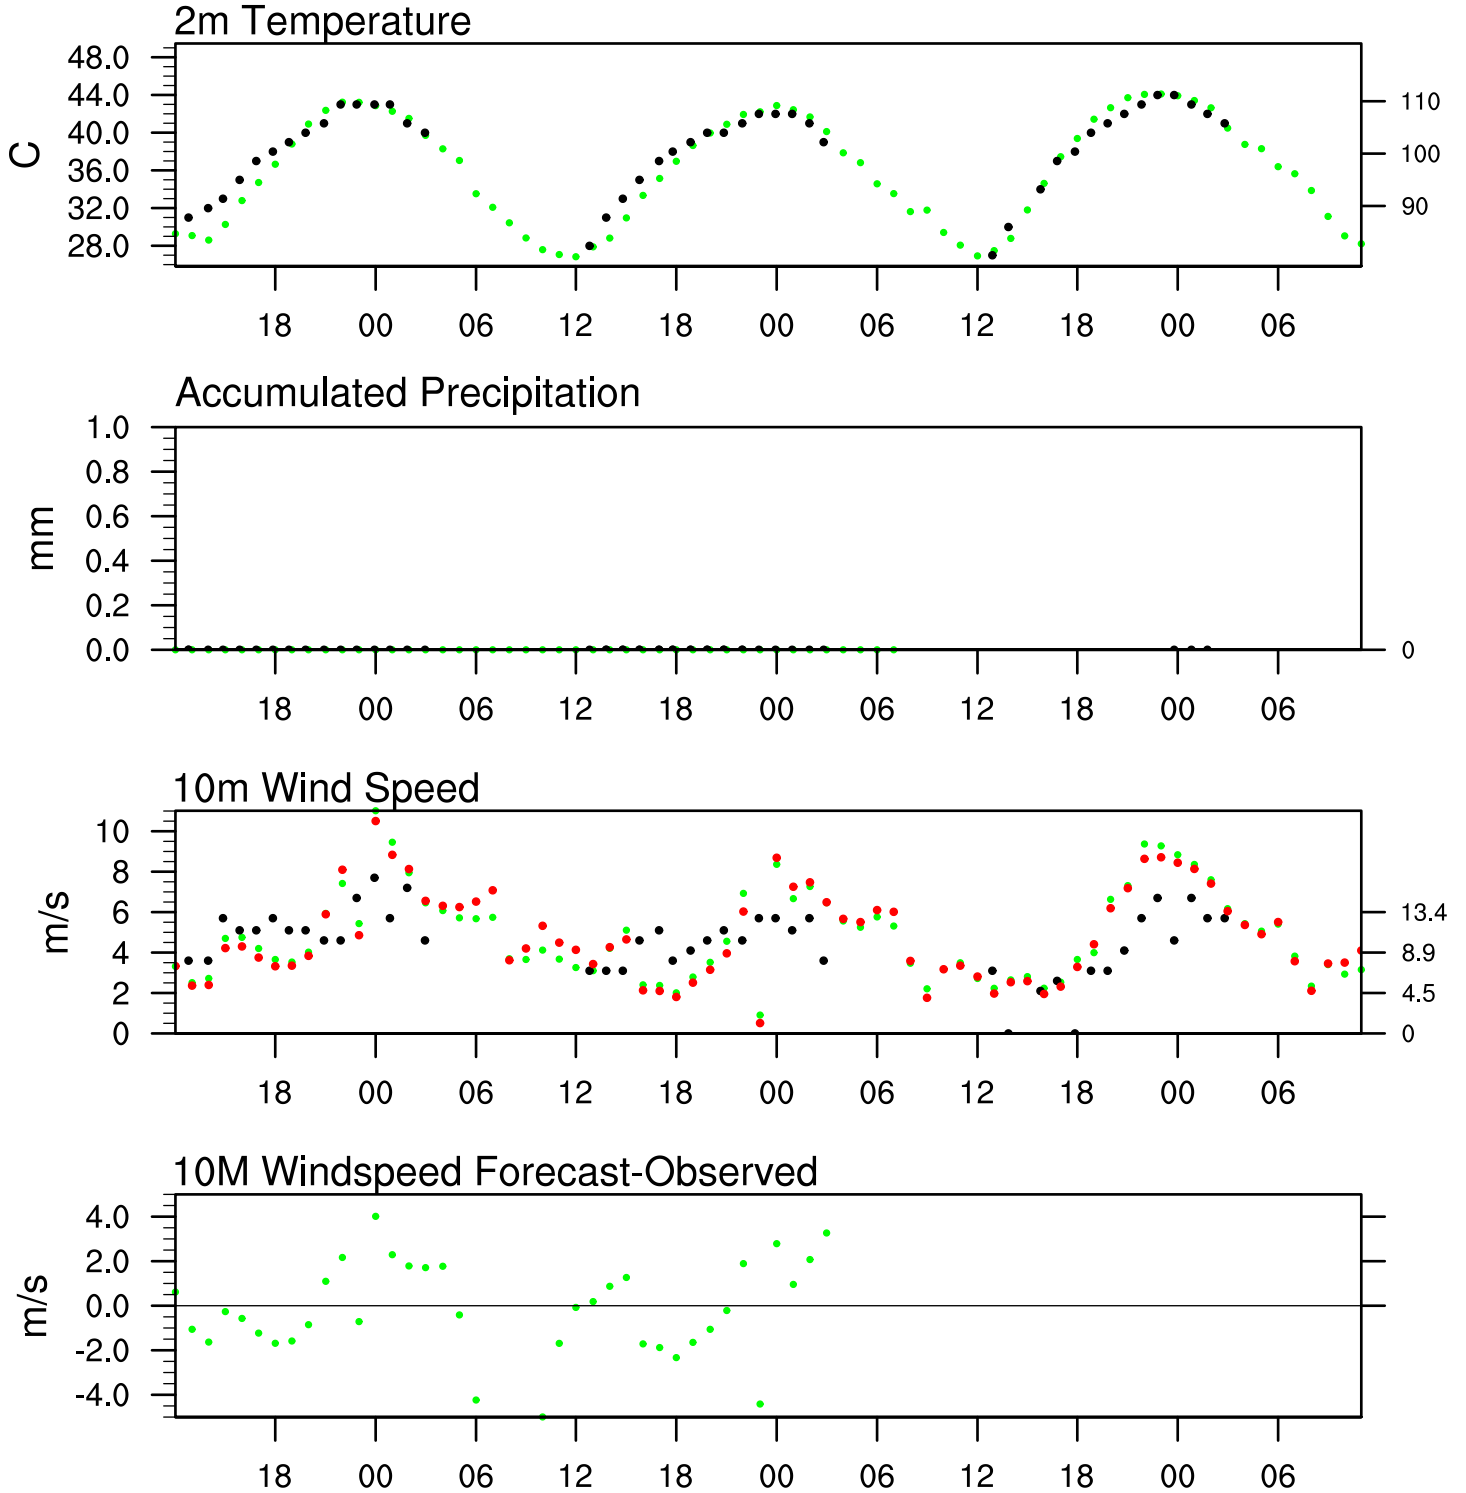 2m Temperature
48.0
44.0
40.0
36.0
32.0
28.0
C
110
100
90
18 00 06 12 18 00 06 12 18 00 06
Accumulated Precipitation
1.0
0.8
0.6
0.4
0.2
0.0
mm
0
18 00 06 12 18 00 06 12 18 00 06
10m Wind Speed
10
8
6
4
2
0
m/s
13.4
8.9
4.5
0
18 00 06 12 18 00 06 12 18 00 06
10M Windspeed Forecast-Observed
4.0
2.0
0.0
-2.0
-4.0
m/s
18 00 06 12 18 00 06 12 18 00 06